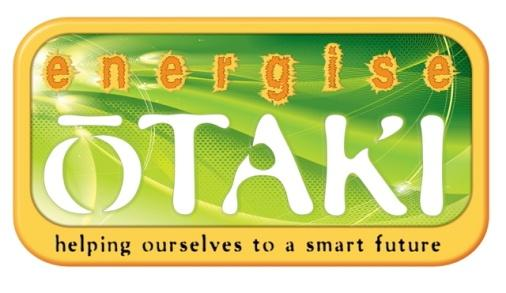 energise
ŌTAKI
helping ourselves to a smart future